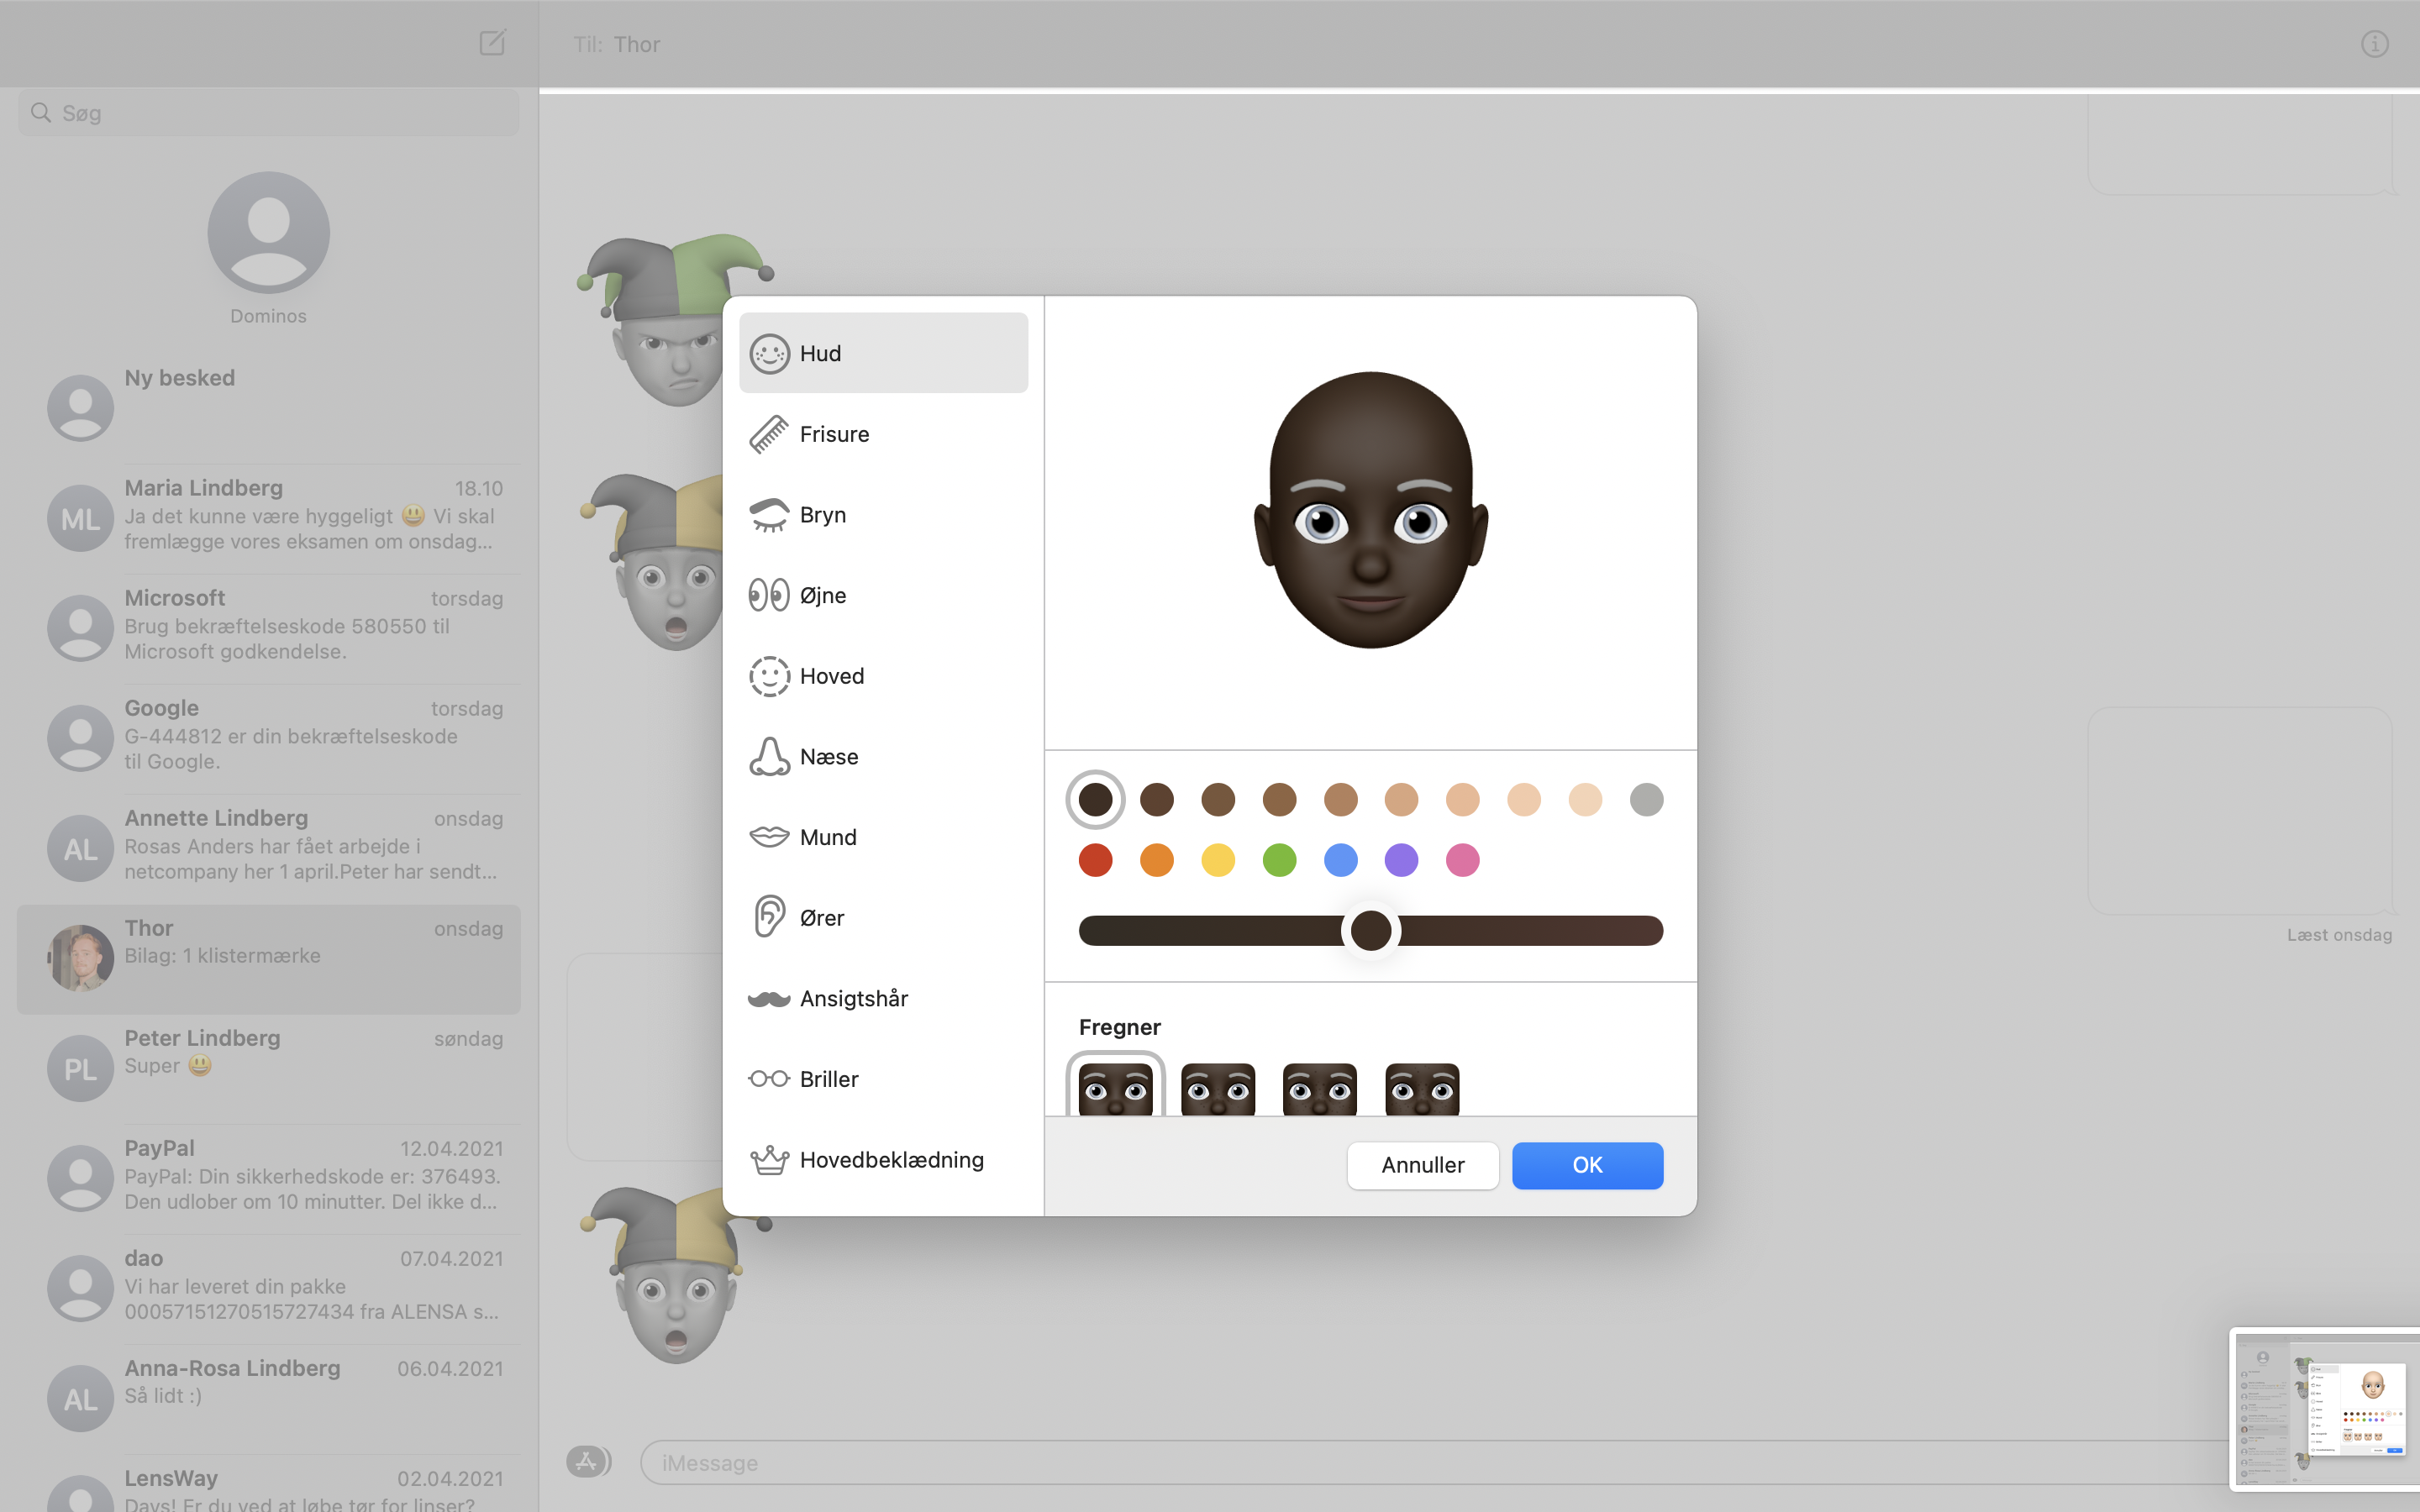 Til: Thor
Søg
Dominos
Ny besked
ML
Maria Lindberg 18.10
Ja det kunne være hyggeligt 😃 Vi skal
fremlægge vores eksamen om onsdag...
Microsoft torsdag
Brug bekræftelseskode 580550 til
Microsoft godkendelse.
Google torsdag
G-444812 er din bekræftelseskode
til Google.
AL
Annette Lindberg onsdag
Rosas Anders har fået arbejde i
netcompany her 1 april.Peter har sendt...
Thor onsdag
Bilag: 1 klistermærke
PL
Peter Lindberg søndag
Super 😃
PayPal 12.04.2021
PayPal: Din sikkerhedskode er: 376493.
Den udlober om 10 minutter. Del ikke d...
dao 07.04.2021
Vi har leveret din pakke
00057151270515727434 fra ALENSA s...
AL
Anna-Rosa Lindberg 06.04.2021
Så lidt :)
LensWay 02.04.2021
Days! Er du ved at løbe tør for linser?
Hud
Frisure
Bryn
Øjne
Hoved
Næse
Mund
Ører
Ansigtshår
Briller
Hovedbeklædning
Fregner
Annuller
OK
Læst onsdag
iMessage